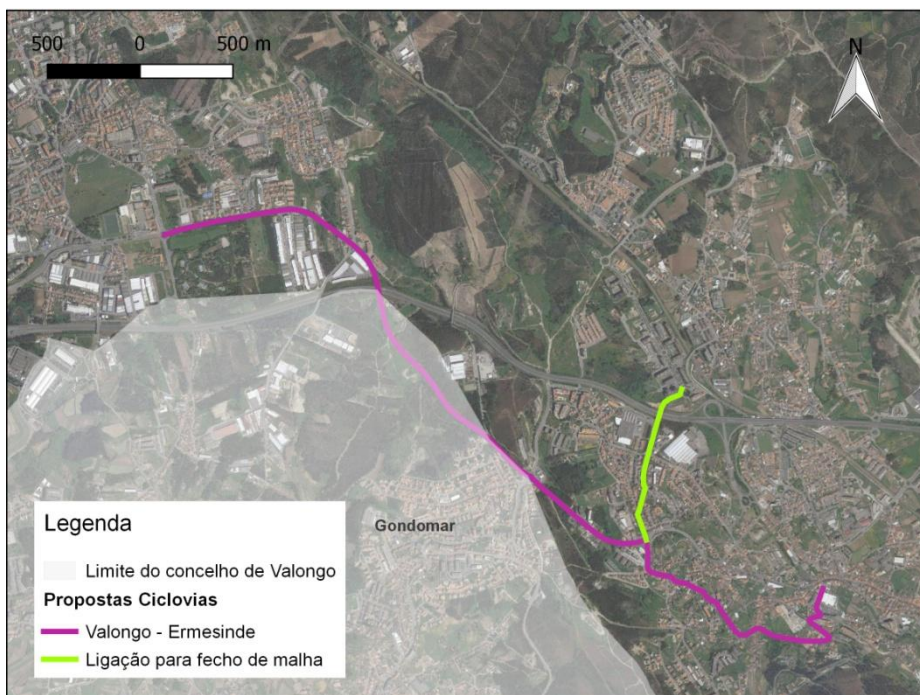 500 0 500 m
N
Gondomar
Legenda
Limite do concelho de Valongo
Propostas Ciclovias
Valongo - Ermesinde
Ligação para fecho de malha